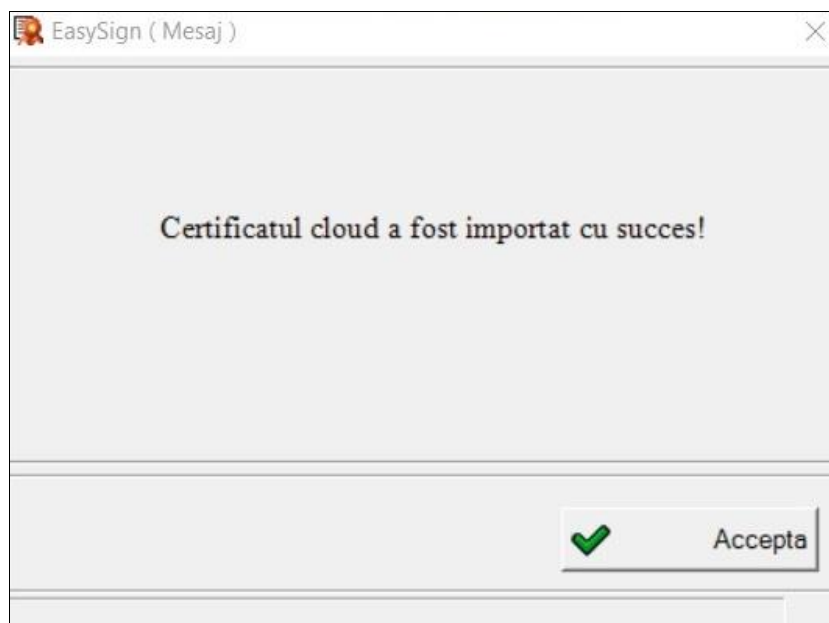 EasySign ( Mesaj )
Certificatul cloud a fost importat cu succes!
Accepta